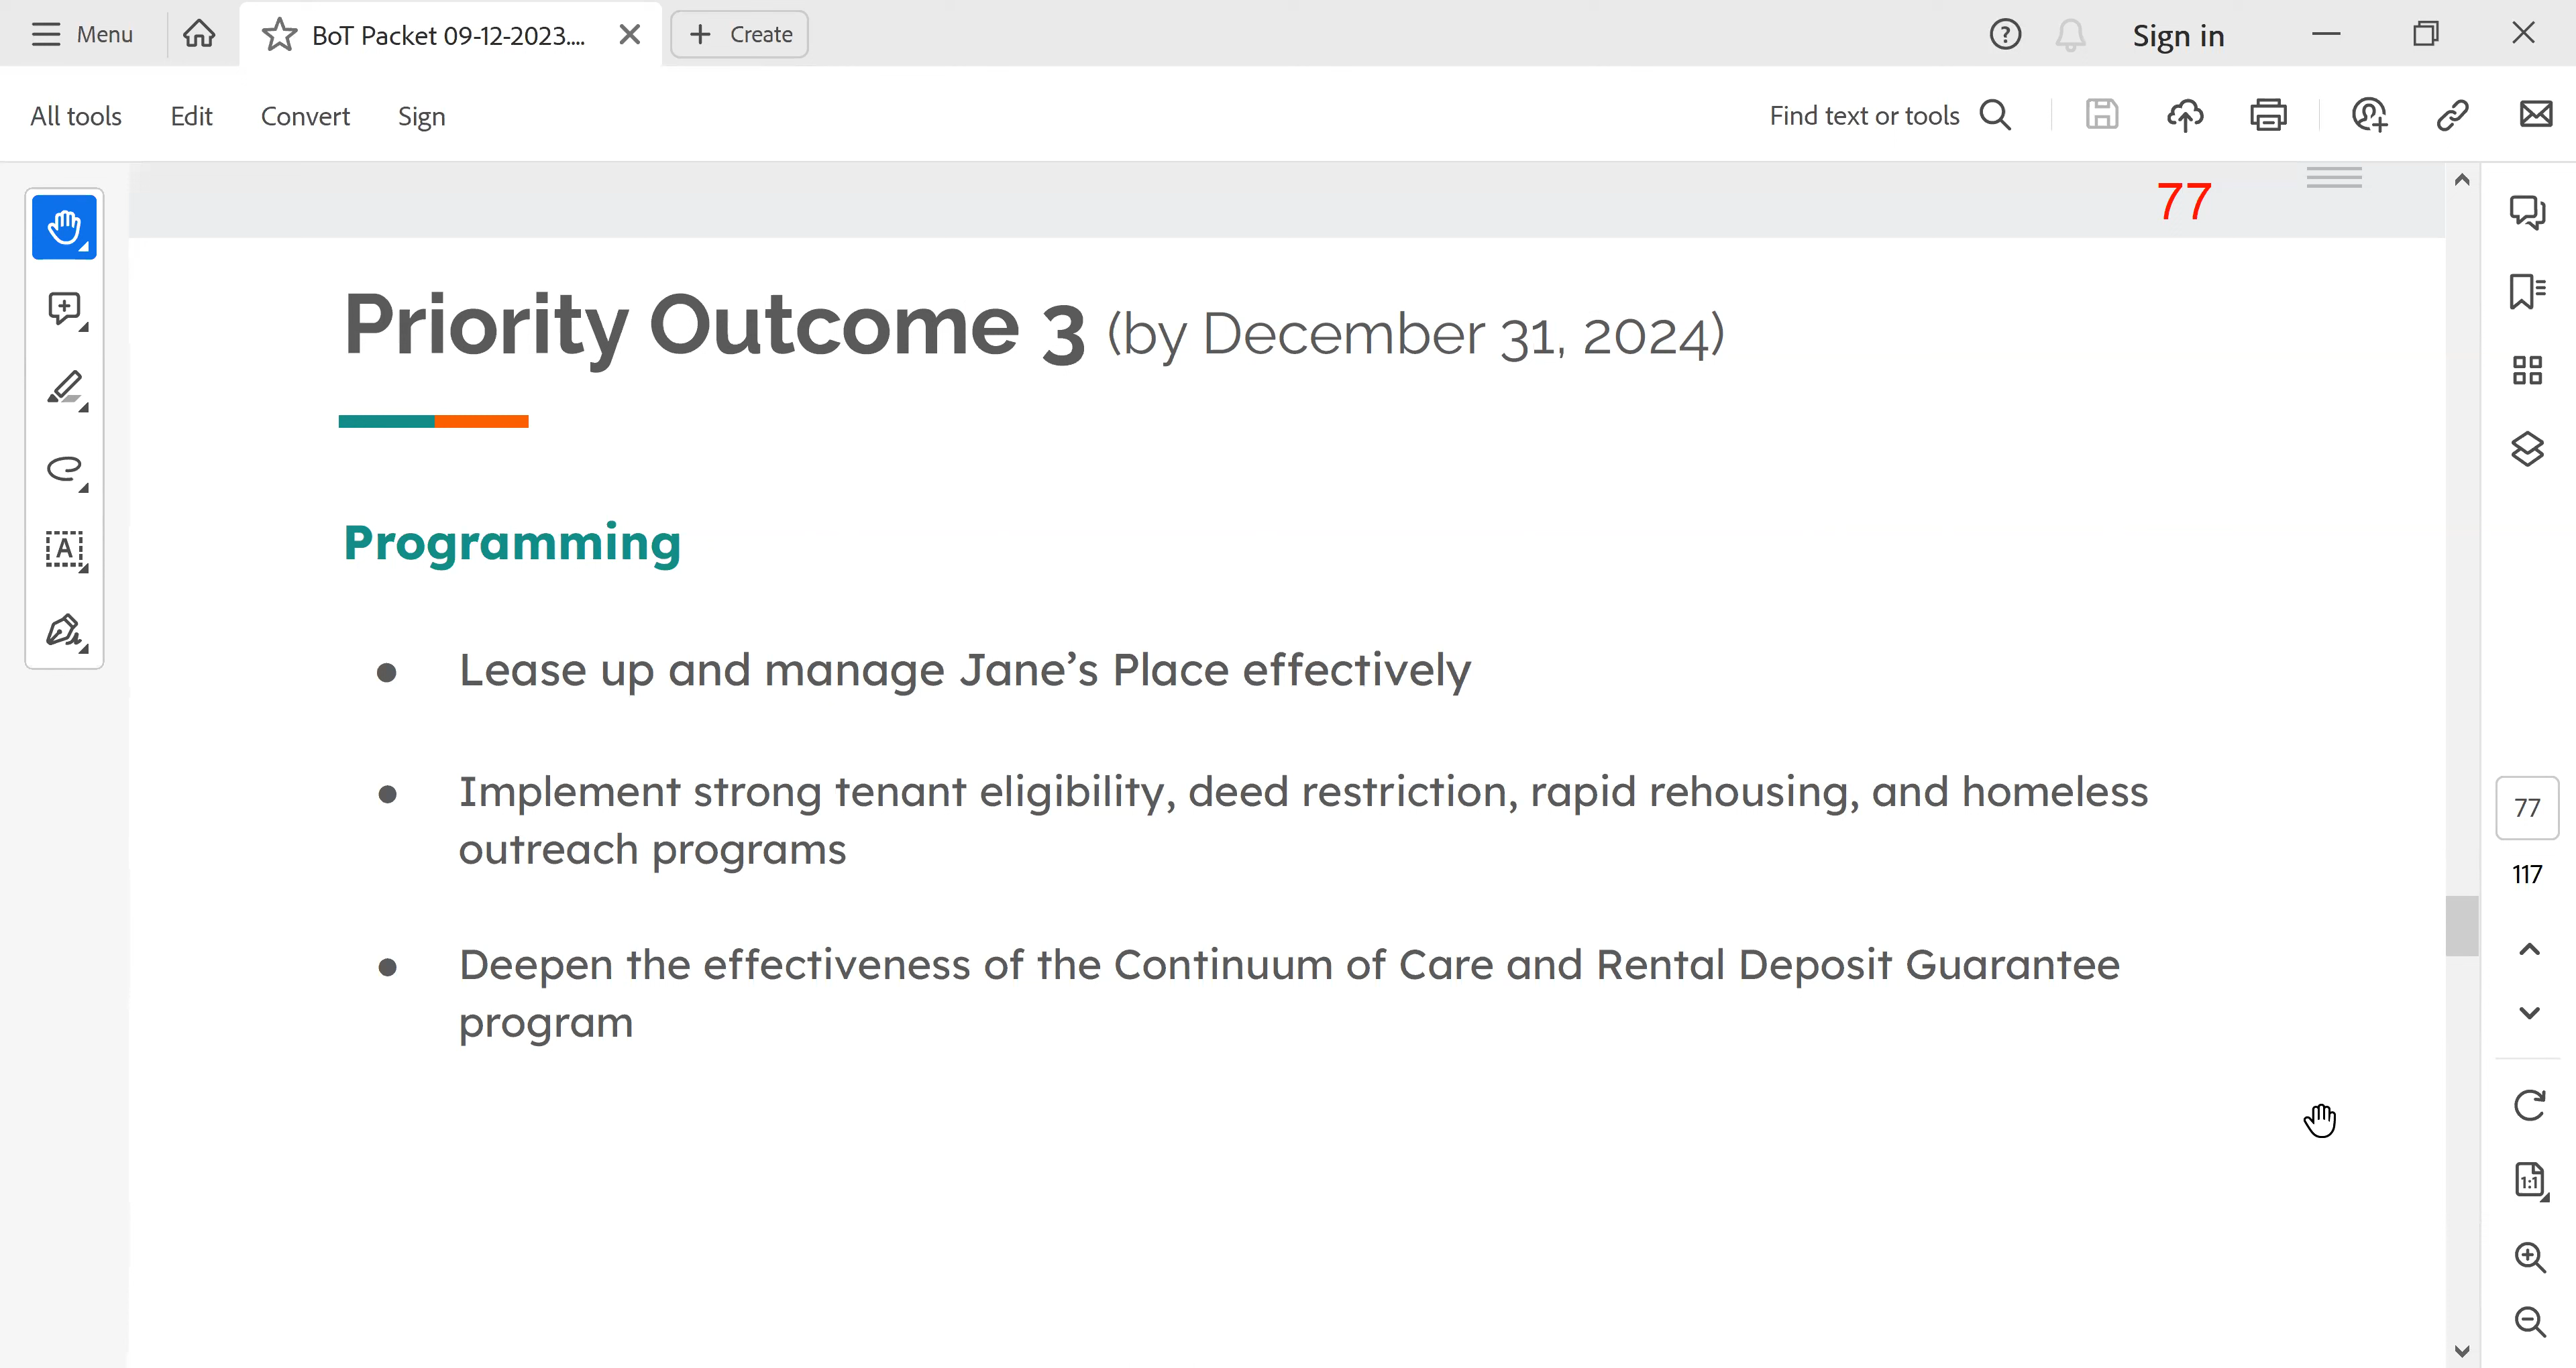 Menu
BoT Packet 09-12-2023....
Create
Sign in
All tools
Edit
Convert
Sign
Find text or tools
77
Priority Outcome 3 (by December 31, 2024)
Programming
● Lease up and manage Jane's Place effectively
● Implement strong tenant eligibility, deed restriction, rapid rehousing, and homeless
outreach programs
● Deepen the effectiveness of the Continuum of Care and Rental Deposit Guarantee
program
77
117
1:1